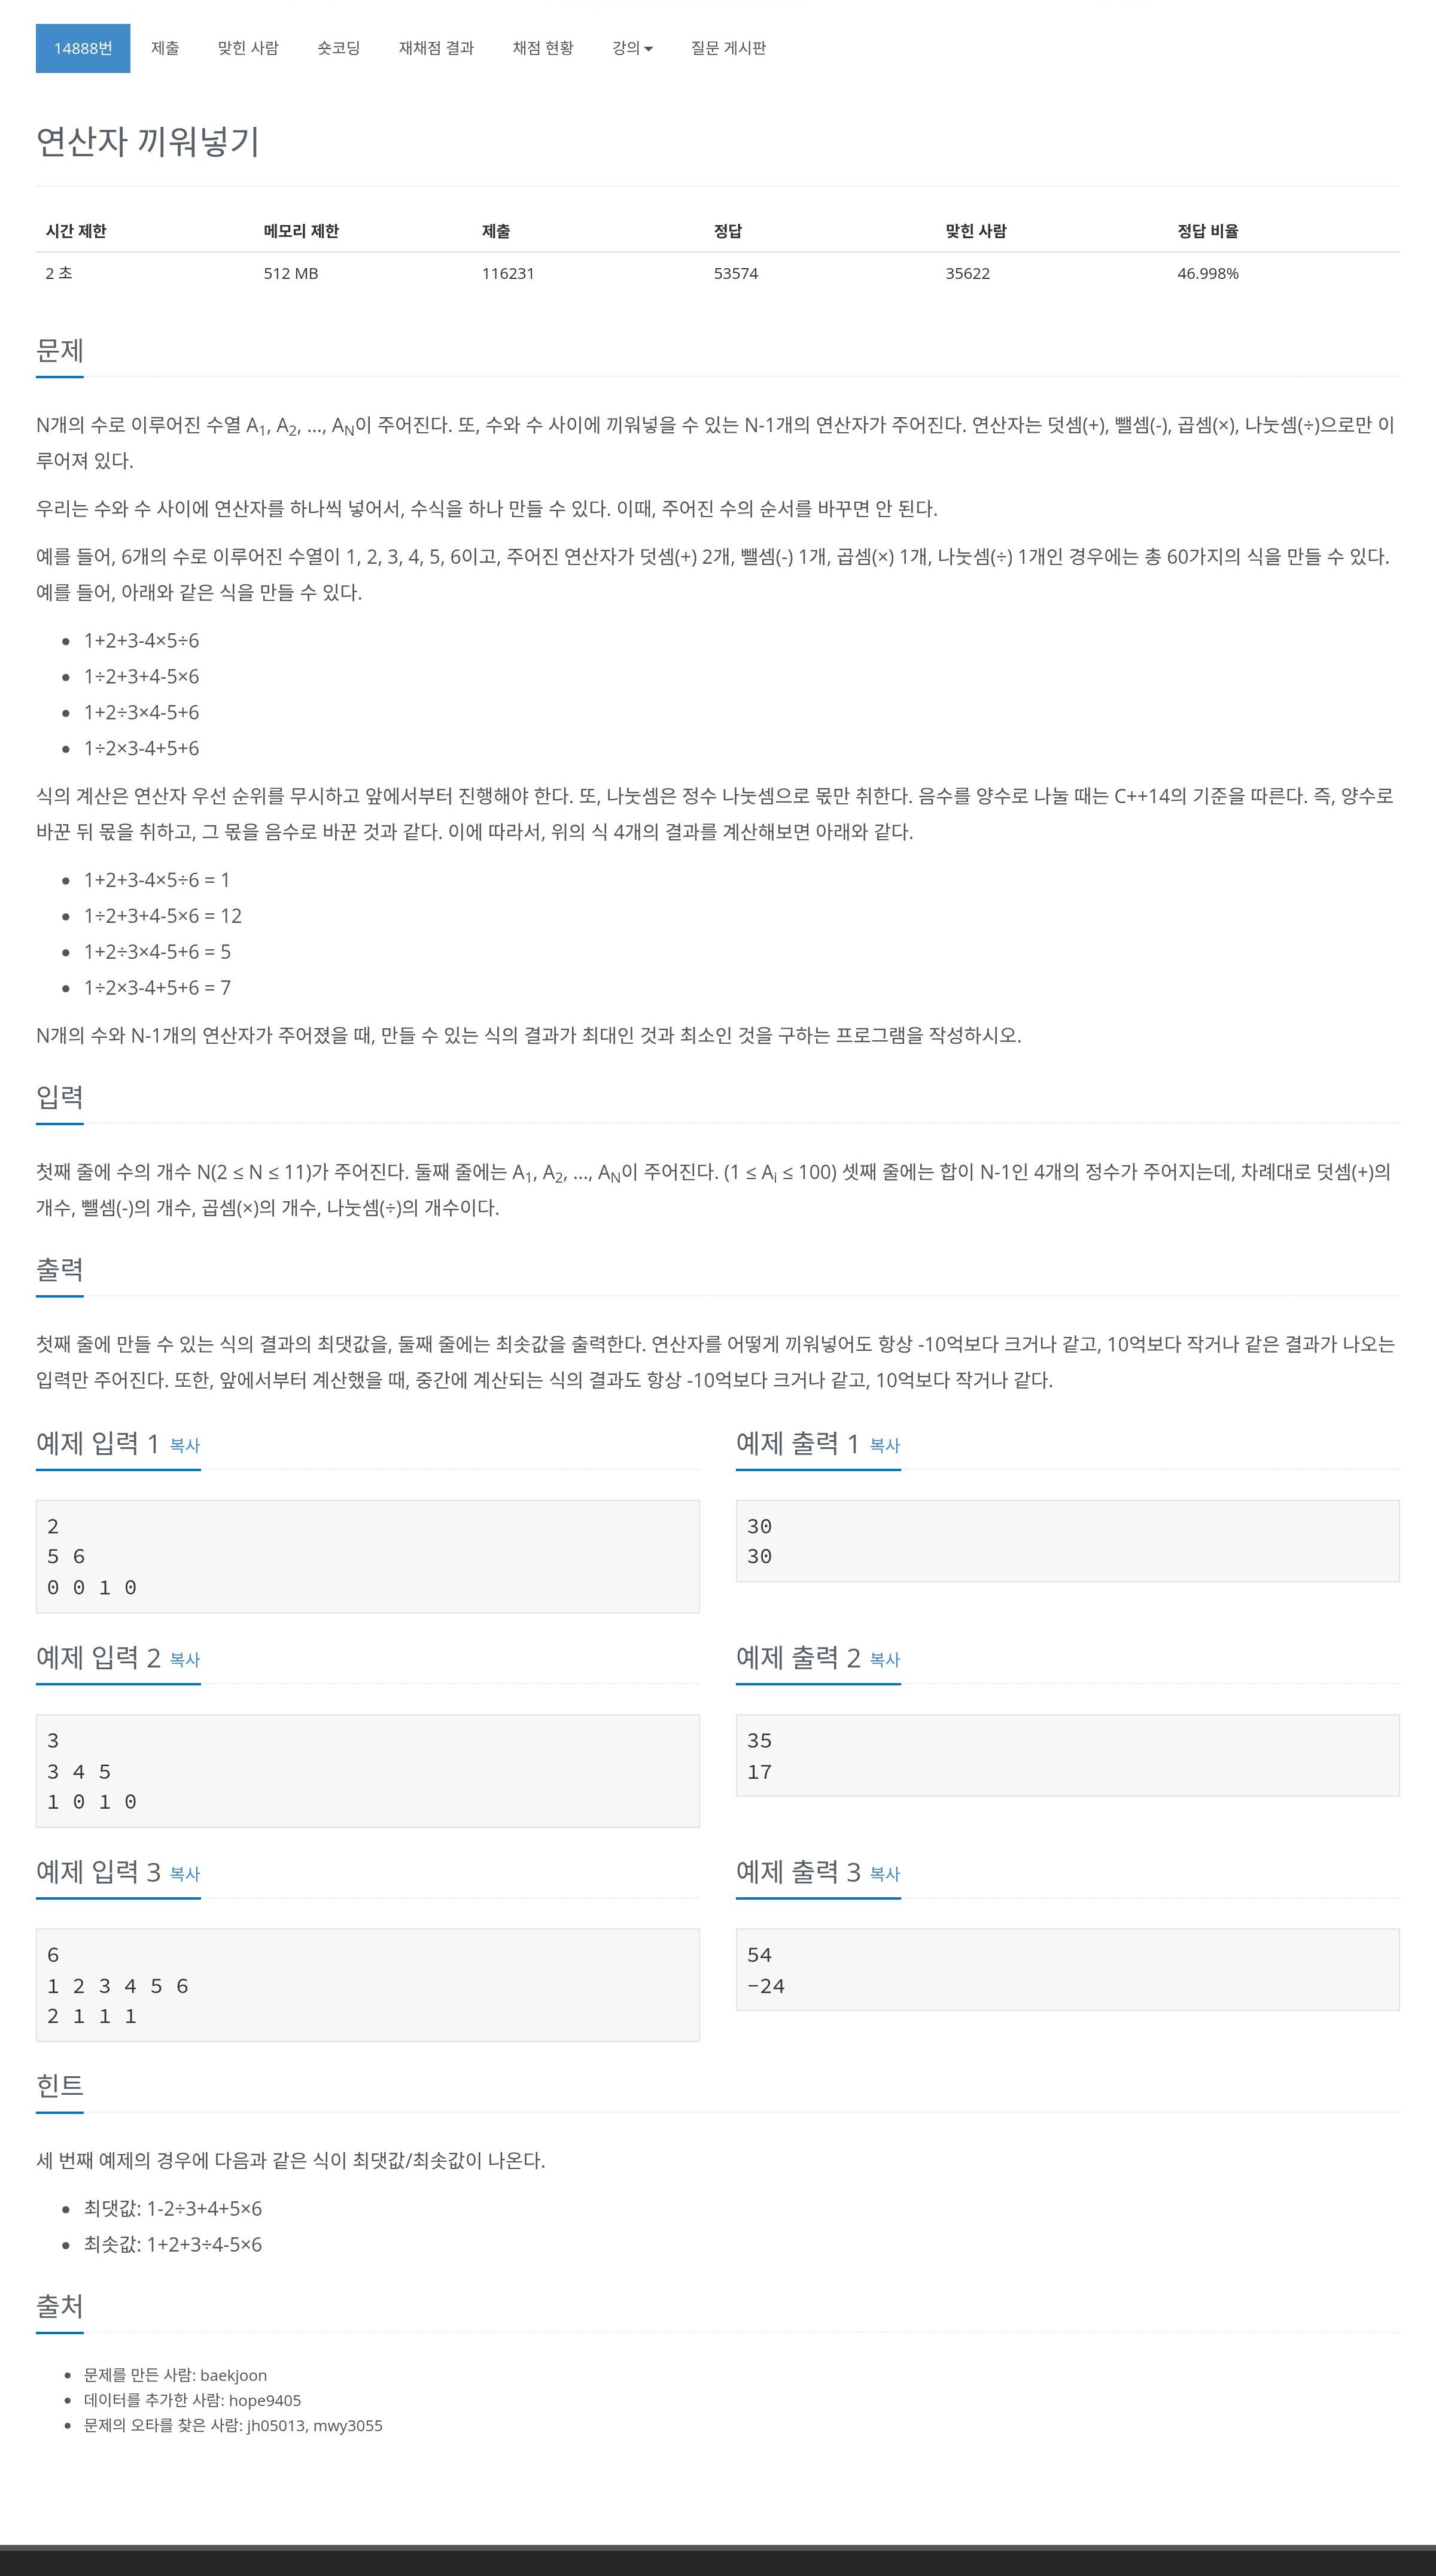 14888번 제출 맞힌 사람 숏코딩 재채점 결과 채점 현황 강의 질문 게시판
연산자 끼워넣기
시간 제한 메모리 제한 제출 정답 맞힌 사람 정답 비율
2 초 512 MB 116231 53574 35622 46.998%
문제
N개의 수로 이루어진 수열 A1, A2, ..., AN이 주어진다. 또, 수와 수 사이에 끼워넣을 수 있는 N-1개의 연산자가 주어진다. 연산자는 덧셈(+), 뺄셈(-), 곱셈(×), 나눗셈(÷)으로만 이
루어져 있다.
우리는 수와 수 사이에 연산자를 하나씩 넣어서, 수식을 하나 만들 수 있다. 이때, 주어진 수의 순서를 바꾸면 안 된다.
예를 들어, 6개의 수로 이루어진 수열이 1, 2, 3, 4, 5, 6이고, 주어진 연산자가 덧셈(+) 2개, 뺄셈(-) 1개, 곱셈(×) 1개, 나눗셈(÷) 1개인 경우에는 총 60가지의 식을 만들 수 있다.
예를 들어, 아래와 같은 식을 만들 수 있다.
• 1+2+3-4×5÷6
• 1÷2+3+4-5×6
• 1+2÷3×4-5+6
• 1÷2×3-4+5+6
식의 계산은 연산자 우선 순위를 무시하고 앞에서부터 진행해야 한다. 또, 나눗셈은 정수 나눗셈으로 몫만 취한다. 음수를 양수로 나눌 때는 C++14의 기준을 따른다. 즉, 양수로
바꾼 뒤 몫을 취하고, 그 몫을 음수로 바꾼 것과 같다. 이에 따라서, 위의 식 4개의 결과를 계산해보면 아래와 같다.
• 1+2+3-4×5÷6 = 1
• 1÷2+3+4-5×6 = 12
• 1+2÷3×4-5+6 = 5
• 1÷2×3-4+5+6 = 7
N개의 수와 N-1개의 연산자가 주어졌을 때, 만들 수 있는 식의 결과가 최대인 것과 최소인 것을 구하는 프로그램을 작성하시오.
입력
첫째 줄에 수의 개수 N(2 ≤ N ≤ 11)가 주어진다. 둘째 줄에는 A1, A2, ..., AN이 주어진다. (1 ≤ Ai ≤ 100) 셋째 줄에는 합이 N-1인 4개의 정수가 주어지는데, 차례대로 덧셈(+)의
개수, 뺄셈(-)의 개수, 곱셈(×)의 개수, 나눗셈(÷)의 개수이다.
출력
첫째 줄에 만들 수 있는 식의 결과의 최댓값을, 둘째 줄에는 최솟값을 출력한다. 연산자를 어떻게 끼워넣어도 항상 -10억보다 크거나 같고, 10억보다 작거나 같은 결과가 나오는
입력만 주어진다. 또한, 앞에서부터 계산했을 때, 중간에 계산되는 식의 결과도 항상 -10억보다 크거나 같고, 10억보다 작거나 같다.
예제 입력 1 복사
2
5 6
0 0 1 0
예제 출력 1 복사
30
30
예제 입력 2 복사
3
3 4 5
1 0 1 0
예제 출력 2 복사
35
17
예제 입력 3 복사
6
1 2 3 4 5 6
2 1 1 1
예제 출력 3 복사
54
-24
힌트
세 번째 예제의 경우에 다음과 같은 식이 최댓값/최솟값이 나온다.
• 최댓값: 1-2÷3+4+5×6
• 최솟값: 1+2+3÷4-5×6
출처
• 문제를 만든 사람: baekjoon
• 데이터를 추가한 사람: hope9405
• 문제의 오타를 찾은 사람: jh05013, mwy3055